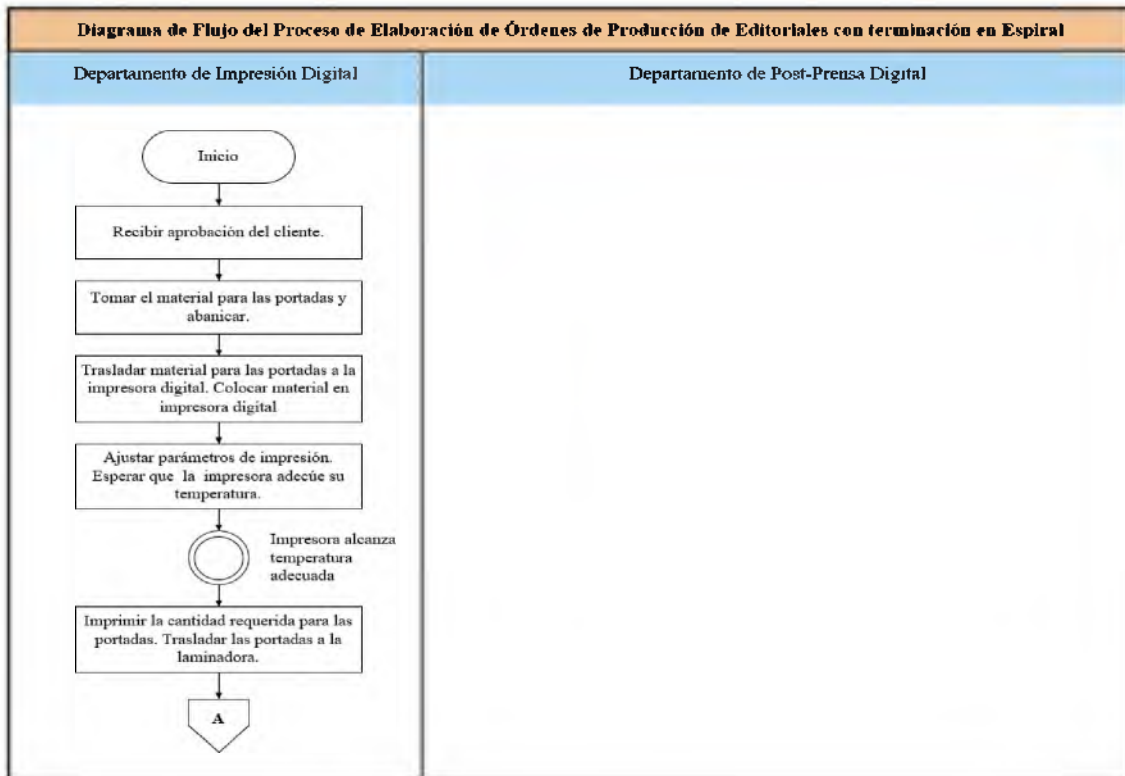 Diagrama de Flujo del Proceso de Elaboración de Órdenes de Producción de Editoriales con terminación en Espiral
Departamento de Impresión Digital
Departamento de Post-Prensa Digital
Inicio
Recibir aprobación del cliente.
Tomar el material para las portadas y
abanicar.
Trasladar material para las portadas a la
impresora digital. Colocar material en
impresora digital
Ajustar parámetros de impresión.
Esperar que la impresora adecúe su
temperatura.
Impresora alcanza
temperatura
adecuada
Imprimir la cantidad requerida para las
portadas. Trasladar las portadas a la
laminadora.
A